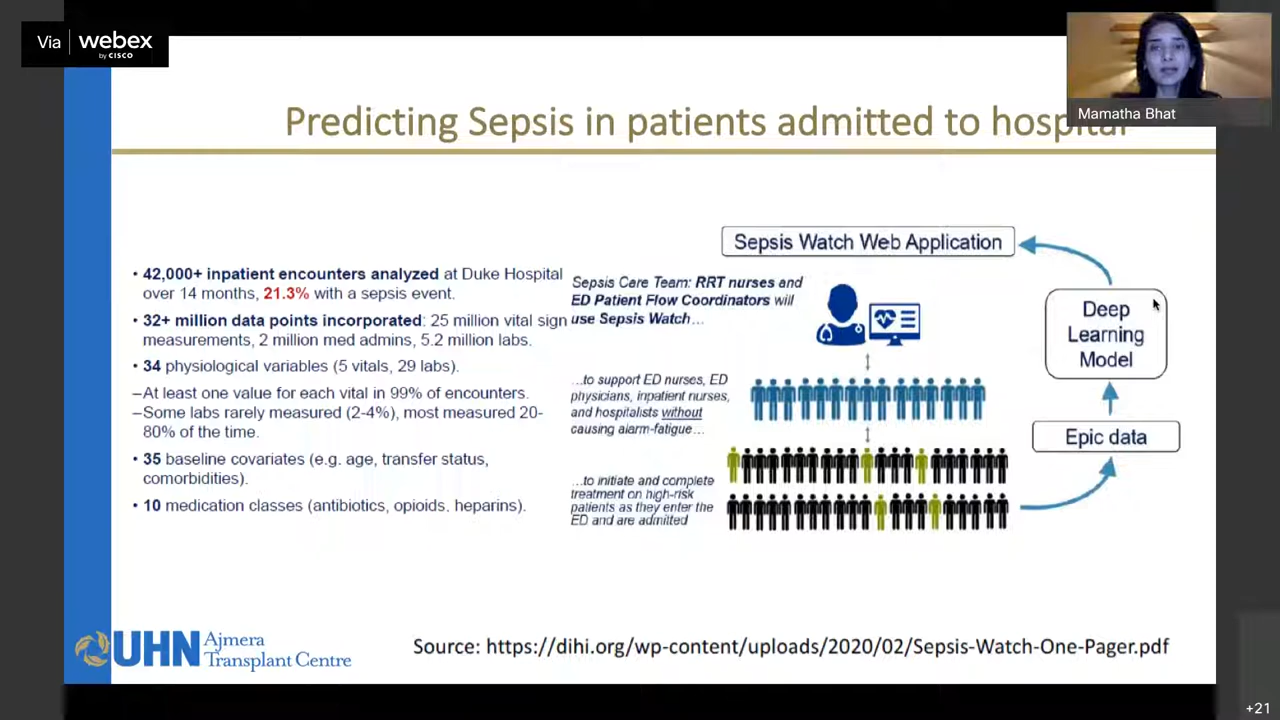 Via webex
by CISCO
Mamatha Bhat
Predicting Sepsis in patients admitted to hospital
• 42,000+ inpatient encounters analyzed at Duke Hospital
over 14 months, 21.3% with a sepsis event.
• 32+ million data points incorporated: 25 million vital sign
measurements, 2 million med admins, 5.2 million labs.
• 34 physiological variables (5 vitals, 29 labs).
–At least one value for each vital in 99% of encounters.
–Some labs rarely measured (2-4%), most measured 20-
80% of the time.
• 35 baseline covariates (e.g. age, transfer status,
comorbidities).
• 10 medication classes (antibiotics, opioids. heparins).
Sepsis Care Team: RRT nurses and
ED Patient Flow Coordinators will
use Sepsis Watch…
…to support ED nurses, ED
physicians, inpatient nurses,
and hospitalists without
causing alarm-fatigue…
…to initiate and complete
treatment on high-risk
patients as they enter the
ED and are admitted
Sepsis Watch Web Application
Deep
Learning
Model
Epic data
UHN Ajmera
Transplant Centre
Source: https://dihi.org/wp-content/uploads/2020/02/Sepsis-Watch-One-Pager.pdf
+21